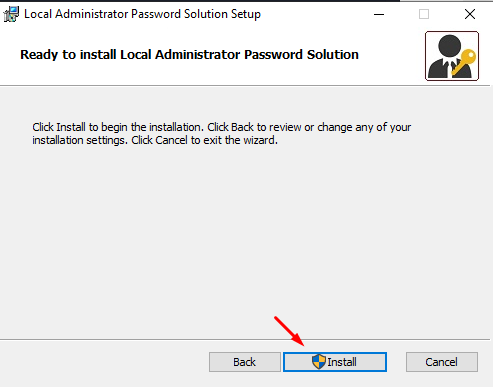 Local Administrator Password Solution Setup
Ready to install Local Administrator Password Solution
Click Install to begin the installation. Click Back to review or change any of your
installation settings. Click Cancel to exit the wizard.
Back
Install
Cancel